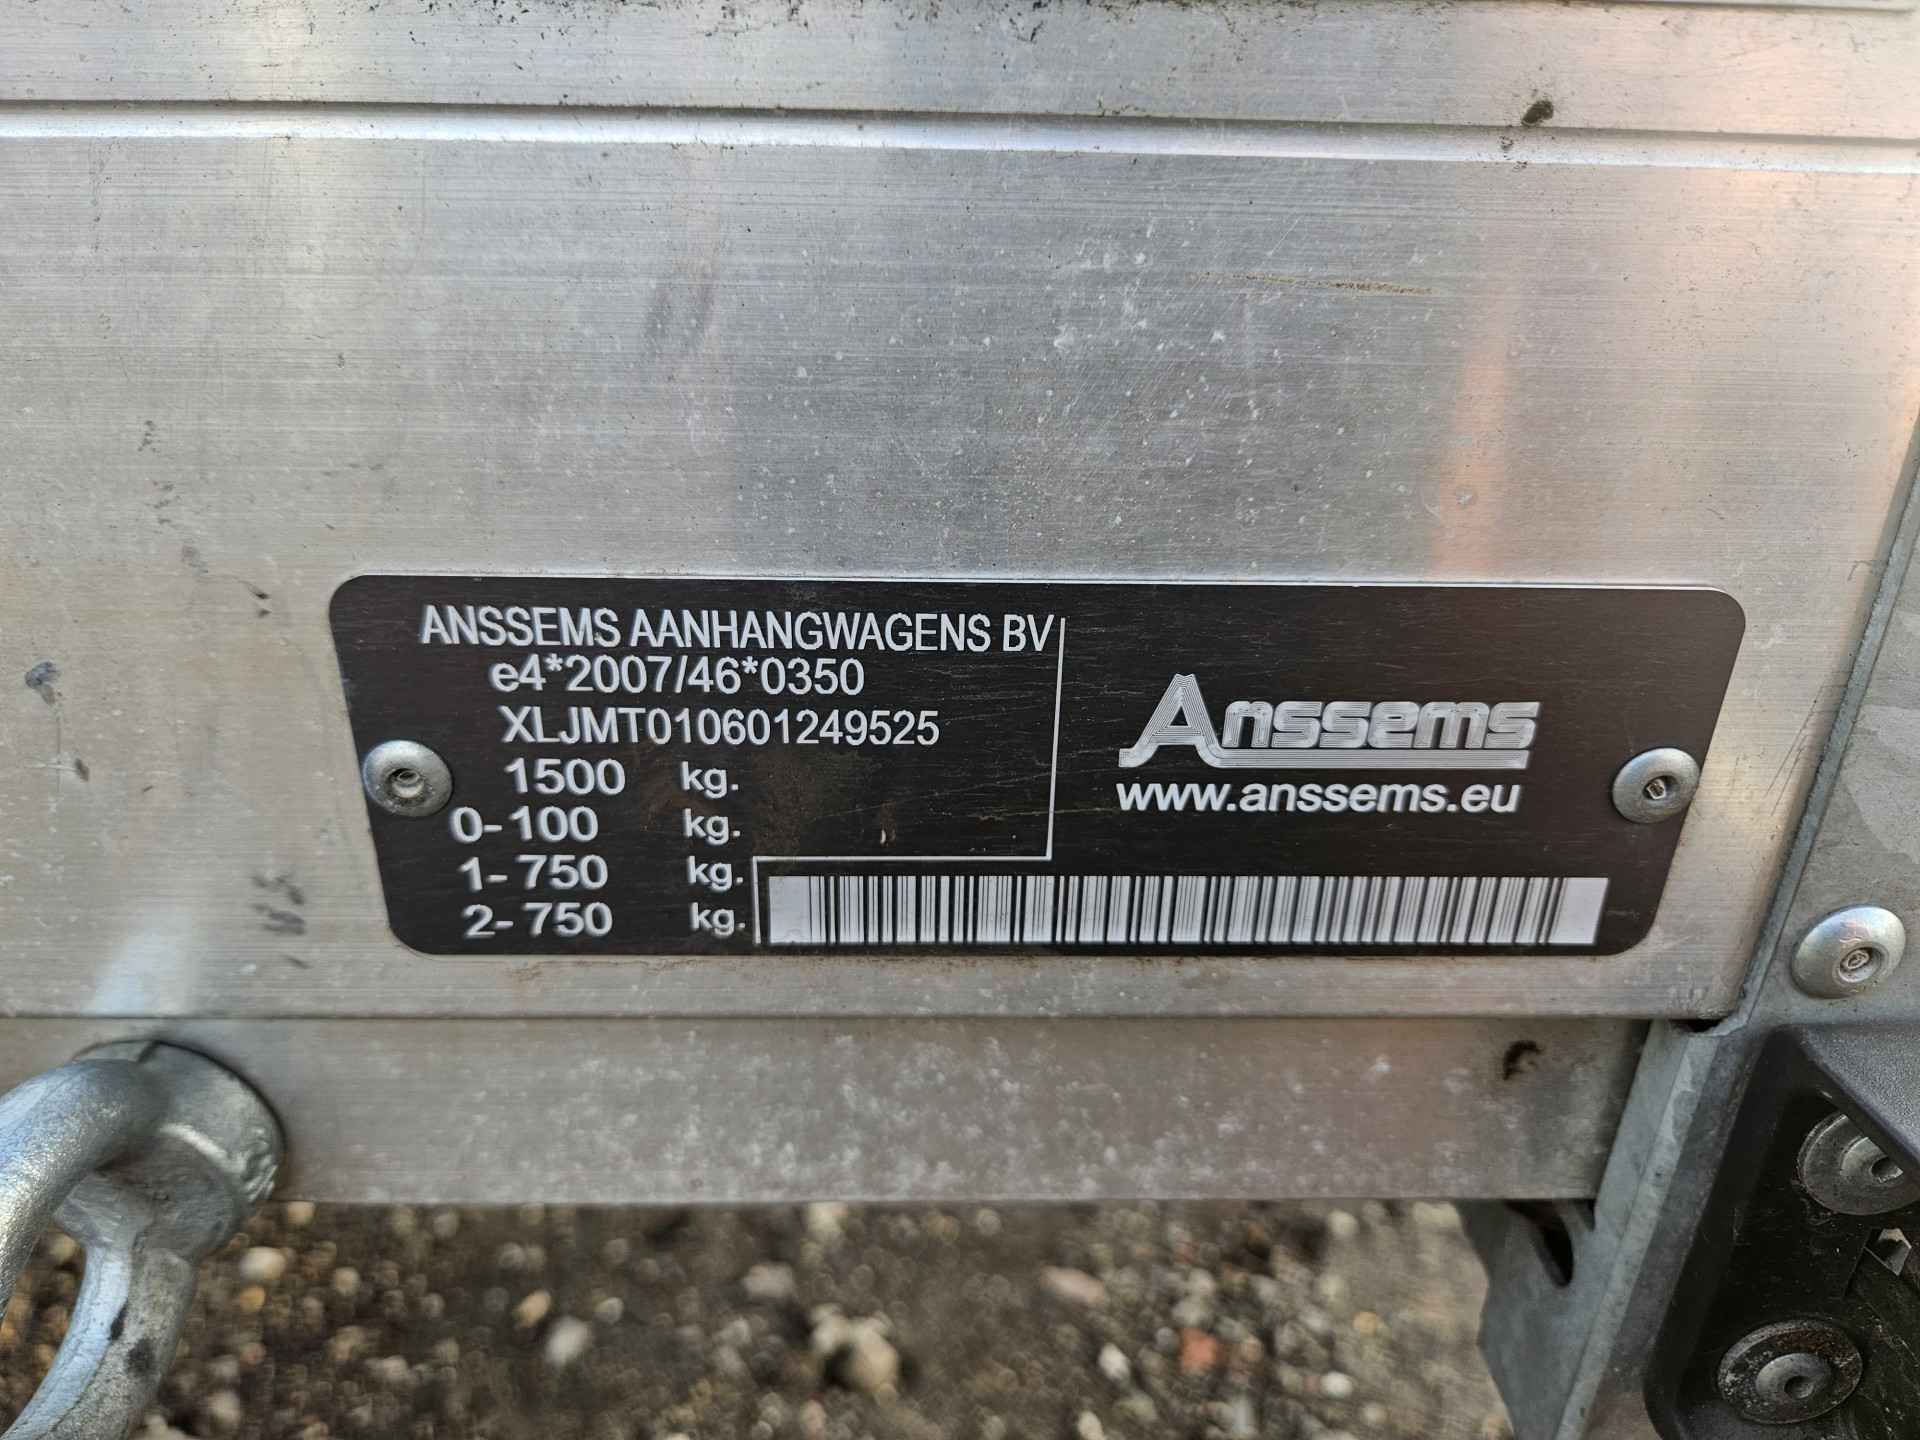 ANSSEMS AANHANGWAGENS BV
e4*2007/46*0350
XLJMT010601249525
1500 kg.
0-100 kg.
1-750 kg.
2-750 kg.
Anssems
www.anssems.eu